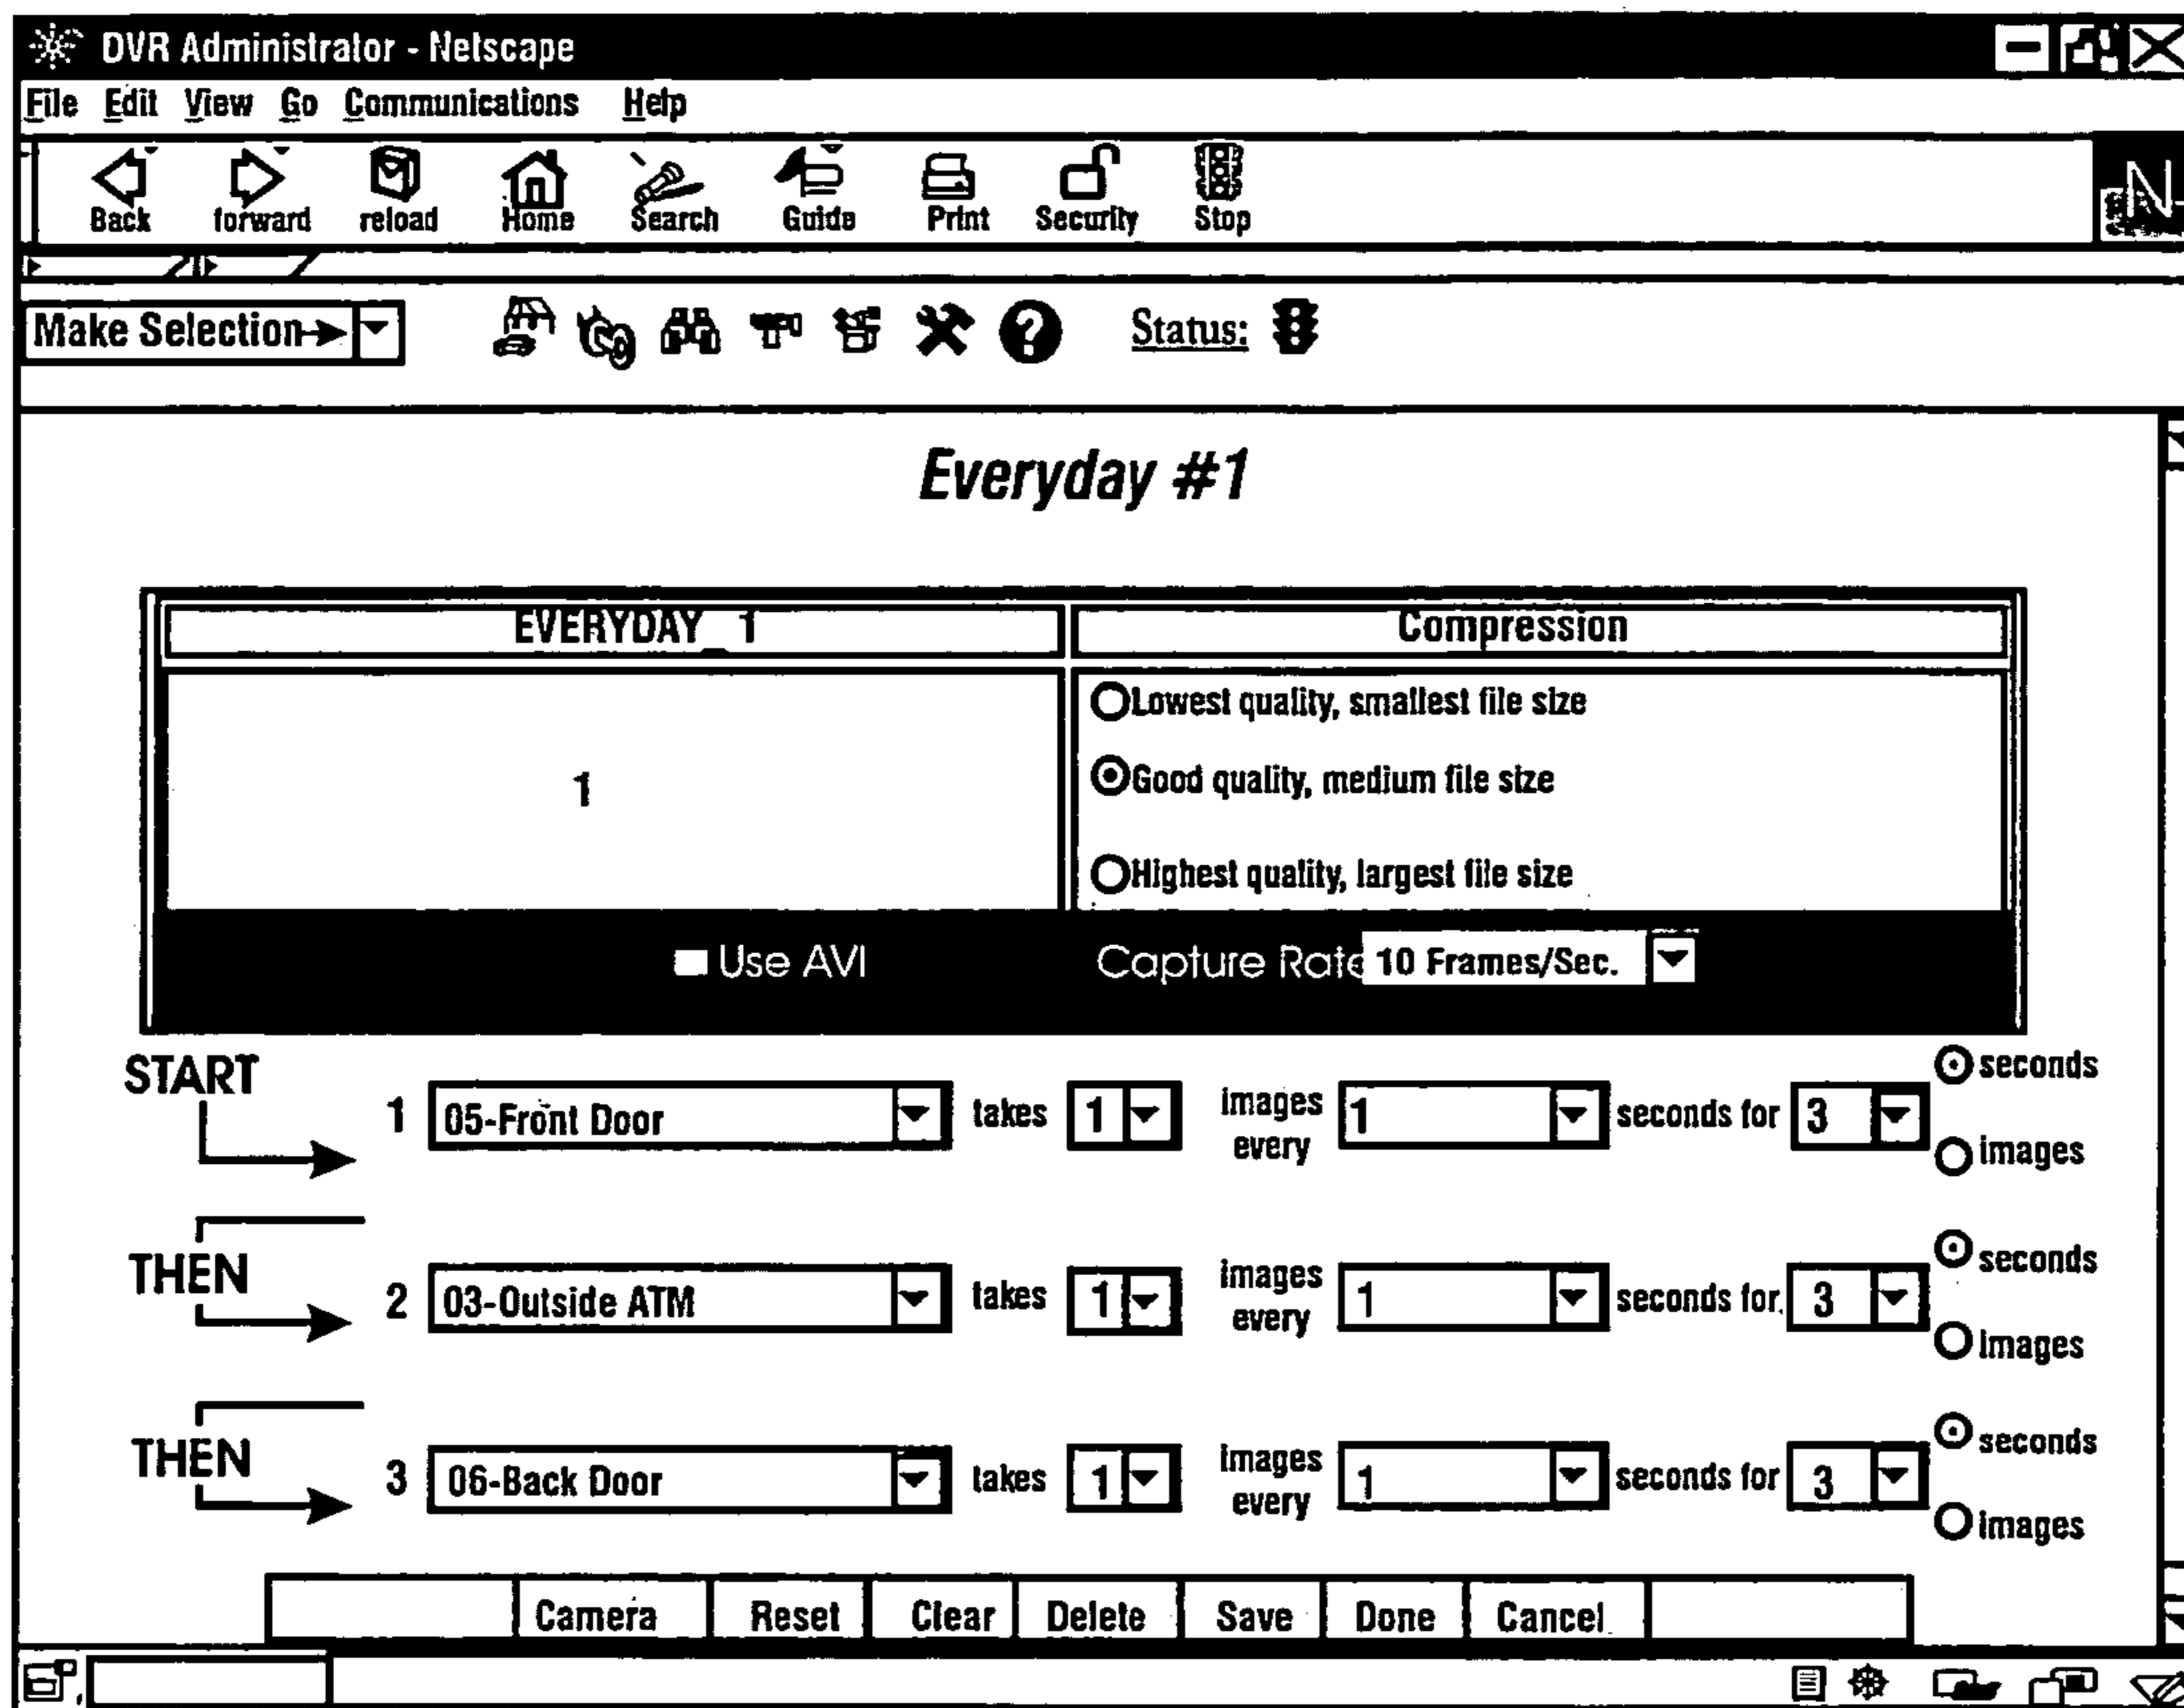 DVR Administrator - Netscape
File Edit View Go Communications Help
Back forward reload Home Search Guide Print Security Stop
N
Make Selection Status:
Everyday #1
EVERYDAY_1 Compression
Lowest quality, smallest file size
1 Good quality, medium file size
Highest quality, largest file size
Use AVI Capture Rate 10 Frames/Sec.
START
1 05-Front Door takes 1 images every 1 seconds for 3 seconds images
THEN
2 03-Outside ATM takes 1 images every 1 seconds for 3 seconds images
THEN
3 06-Back Door takes 1 images every 1 seconds for 3 seconds images
Camera Reset Clear Delete Save Done Cancel